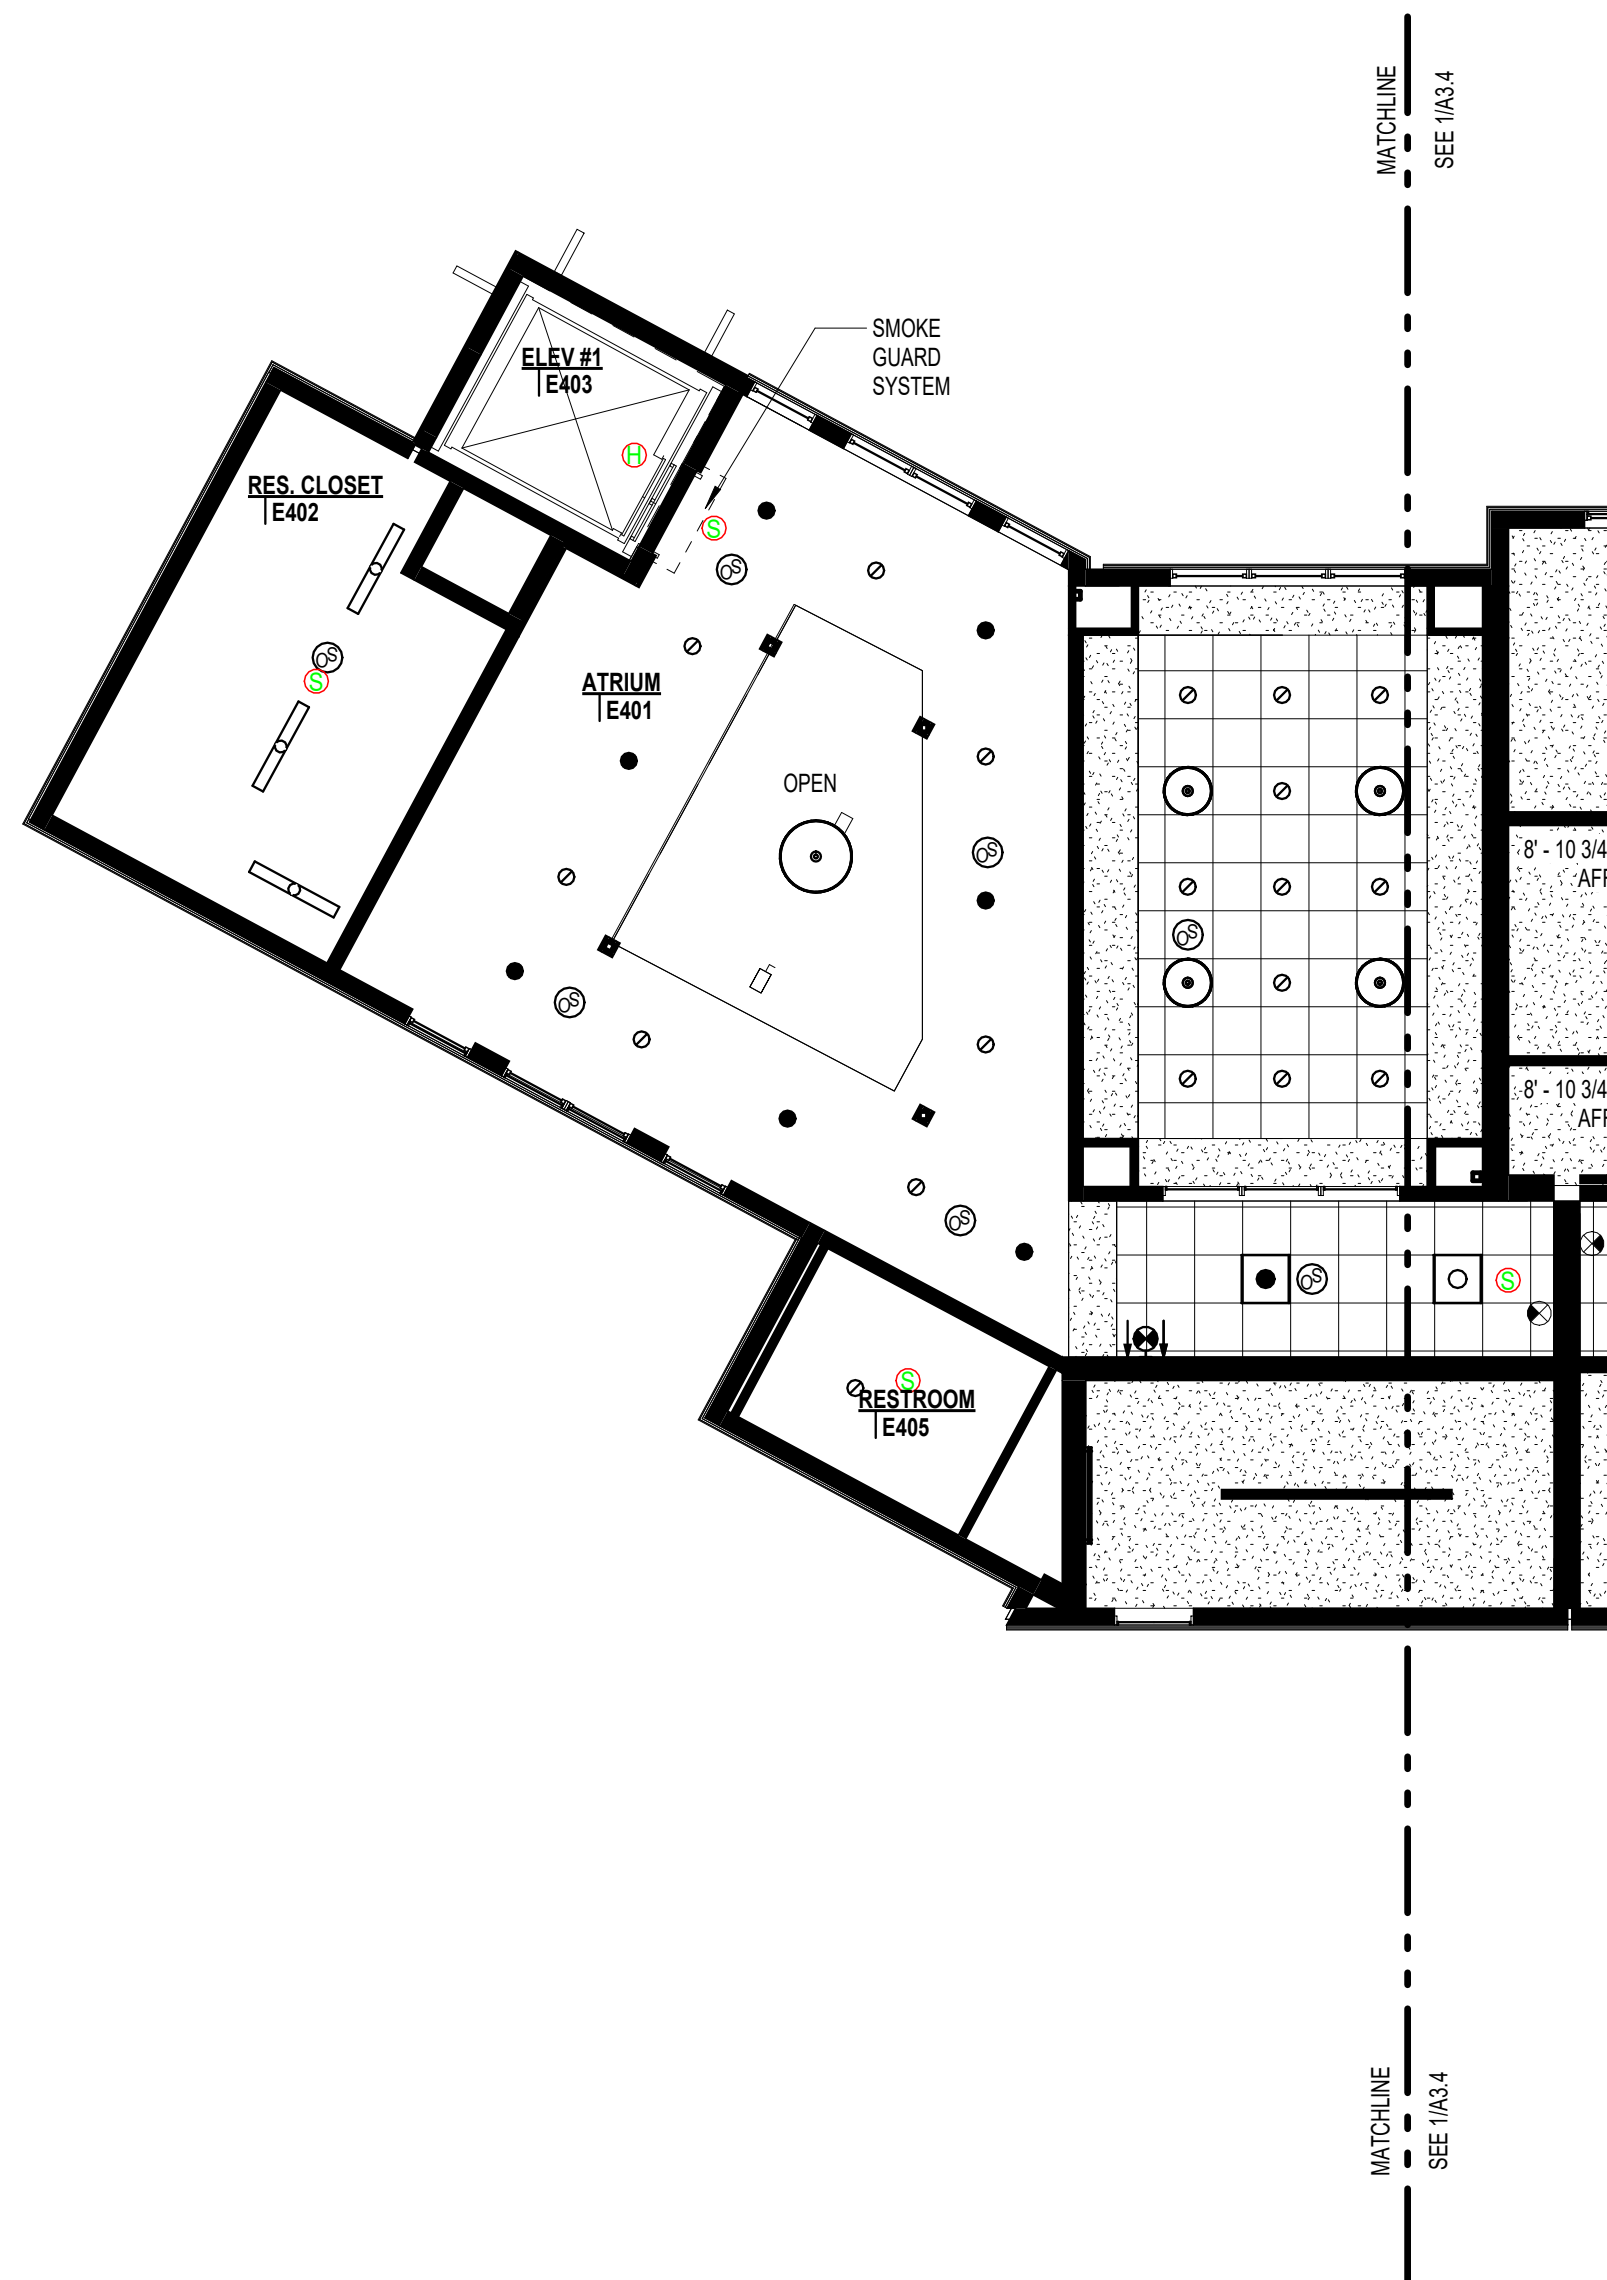 MATCHLINE
SEE 1/A3.4
SMOKE
GUARD
SYSTEM
ELEV #1
E403
H
RES. CLOSET
E402
S
OS
OS
S
ATRIUM
E401
OPEN
OS
8' - 10 3/4
AFF
OS
OS
8' - 10 3/4
AFF
OS
OS
S
S
RESTROOM
E405
MATCHLINE
SEE 1/A3.4